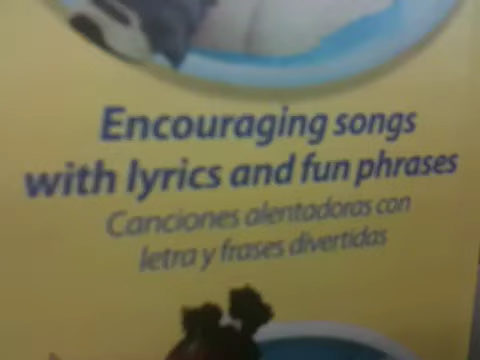 Encouraging songs
with lyrics and fun phrases
Canciones alentadoras con
letra y frases divertidas